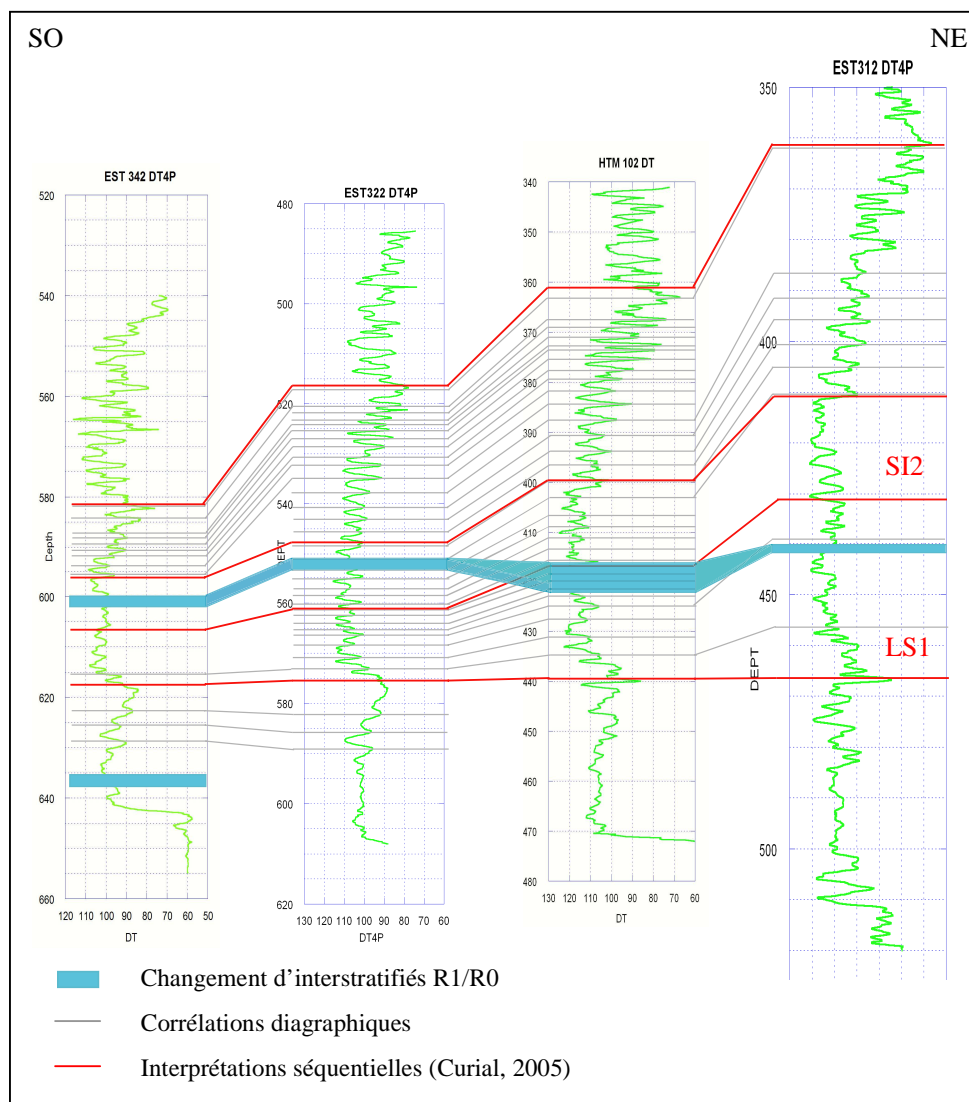 SO
NE
EST312 DT4P
HTM 102 DT
EST 342 DT4P
EST322 DT4P
520
540
560
580
600
620
640
660
Depth
120 110 100 90 80 70 60 50
DT
480
500
520
540
560
580
600
620
DEPT
130 120 110 100 90 80 70 60
DT4P
340
350
360
370
380
390
400
410
420
430
440
450
460
470
480
130 120 110 100 90 80 70 60
DT
350
400
450
500
DEPT
SI2
LS1
Changement d'interstratifiés R1/R0
Corrélations diagraphiques
Interprétations séquentielles (Curial, 2005)